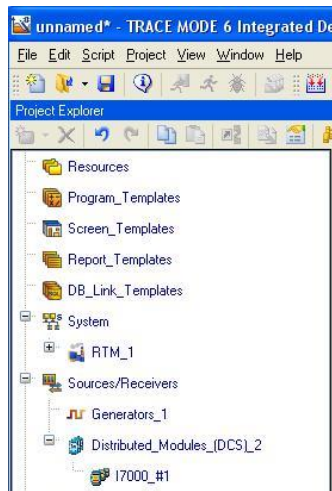 unnamed* - TRACE MODE 6 Integrated De
File Edit Script Project View Window Help
Project Explorer
Resources
Program_Templates
Screen_Templates
Report_Templates
DB_Link_Templates
System
RTM_1
Sources/Receivers
Generators_1
Distributed_Modules_(DCS)_2
I7000_#1